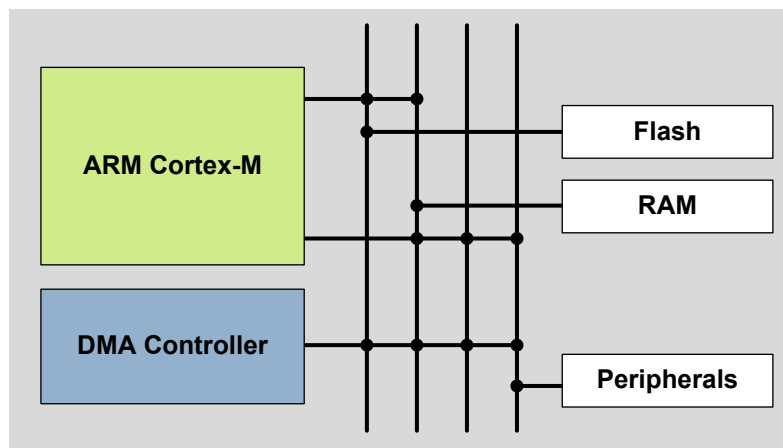 ARM Cortex-M
Flash
RAM
DMA Controller
Peripherals